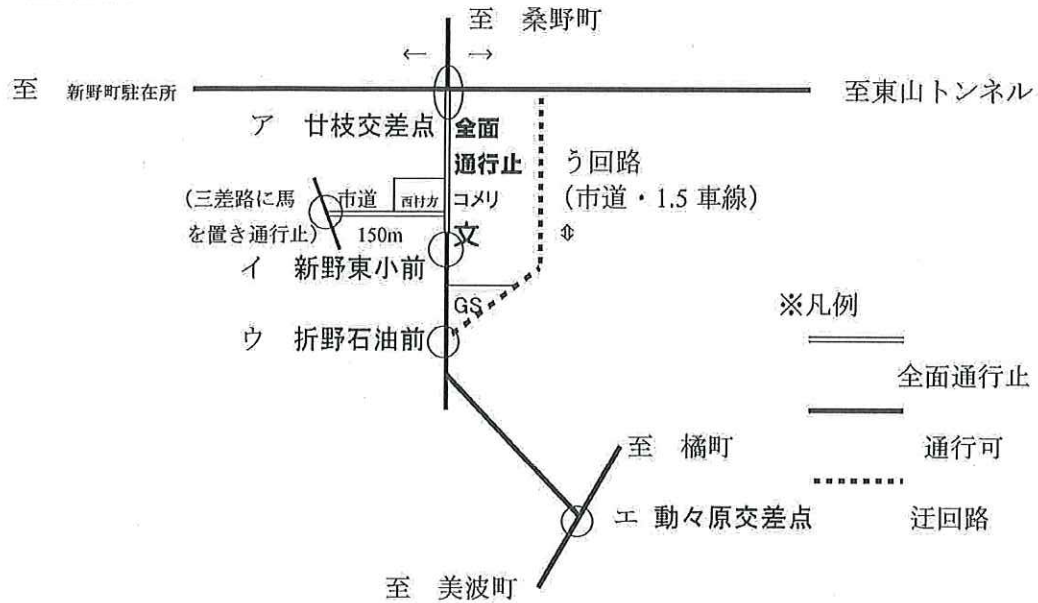 至 桑野町
← →
至 新野町駐在所
至東山トンネル
ア 廿枝交差点
全面
通行止
う回路
(市道・1.5車線)
⇕
(三差路に馬
を置き通行止)
市道
西村方
コメリ
150m
文
イ 新野東小前
GS
ウ 折野石油前
※凡例
全面通行止
通行可
迂回路
至 橘町
エ 動々原交差点
至 美波町